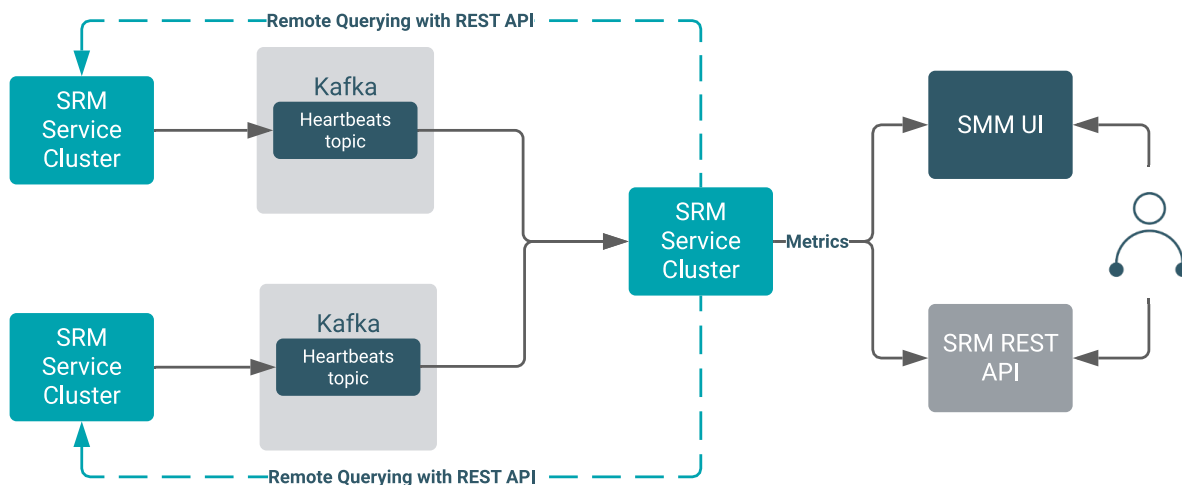 Remote Querying with REST API
SRM
Service
Cluster
Kafka
Heartbeats
topic
SMM UI
SRM
Service
Cluster
Metrics
SRM
Service
Cluster
Kafka
Heartbeats
topic
SRM REST
API
Remote Querying with REST API